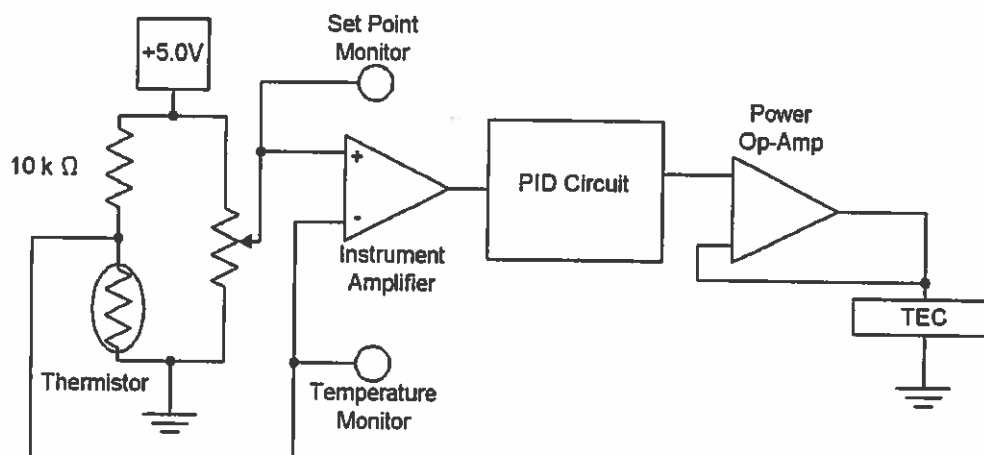 Set Point
Monitor
+5.0V
Power
Op-Amp
10 k Ω
+
PID Circuit
-
Instrument
Amplifier
TEC
Thermistor
Temperature
Monitor